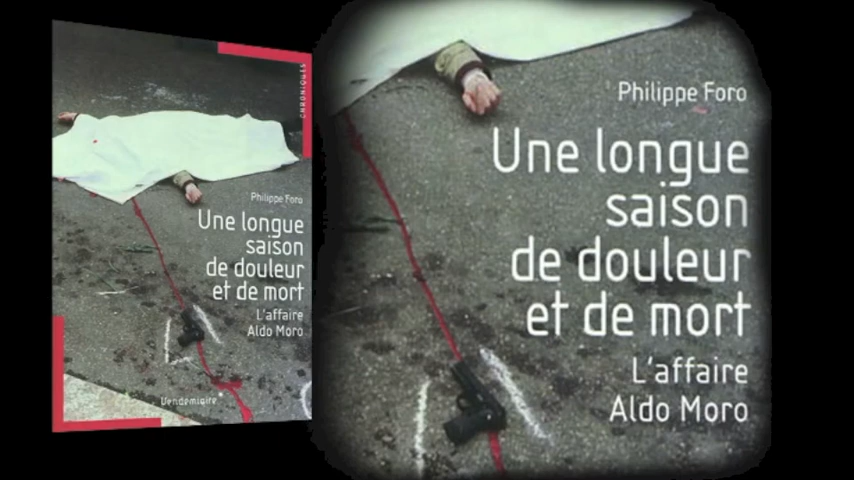 CHRONIQUES
Philippe Foro
Une longue
saison
de douleur
et de mort
L'affaire
Aldo Moro
Vendémiaire
Philippe Foro
Une longue
saison
de douleur
et de mort
L'affaire
Aldo Moro